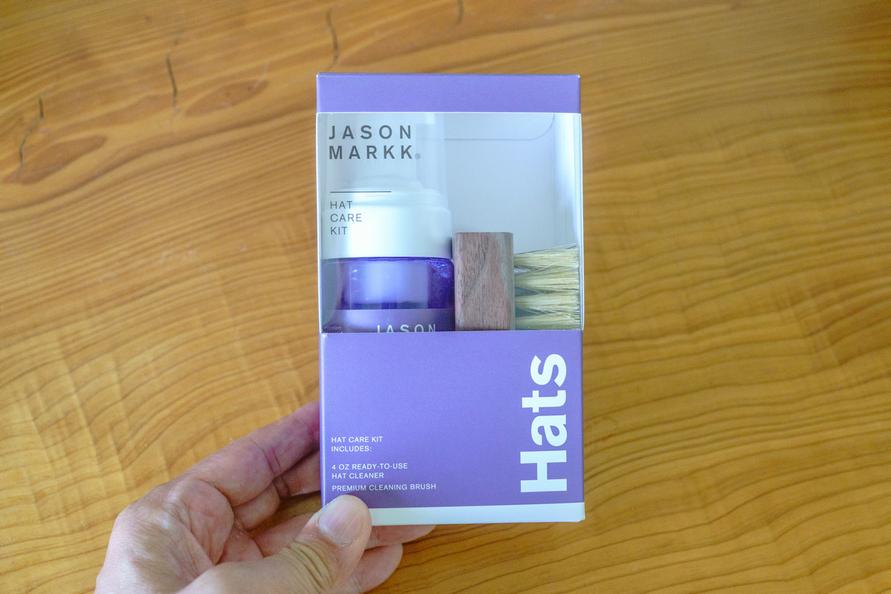 JASON
MARKK®
HAT
CARE
KIT
JASON
Hats
HAT CARE KIT
INCLUDES:
4 OZ READY-TO-USE
HAT CLEANER
PREMIUM CLEANING BRUSH